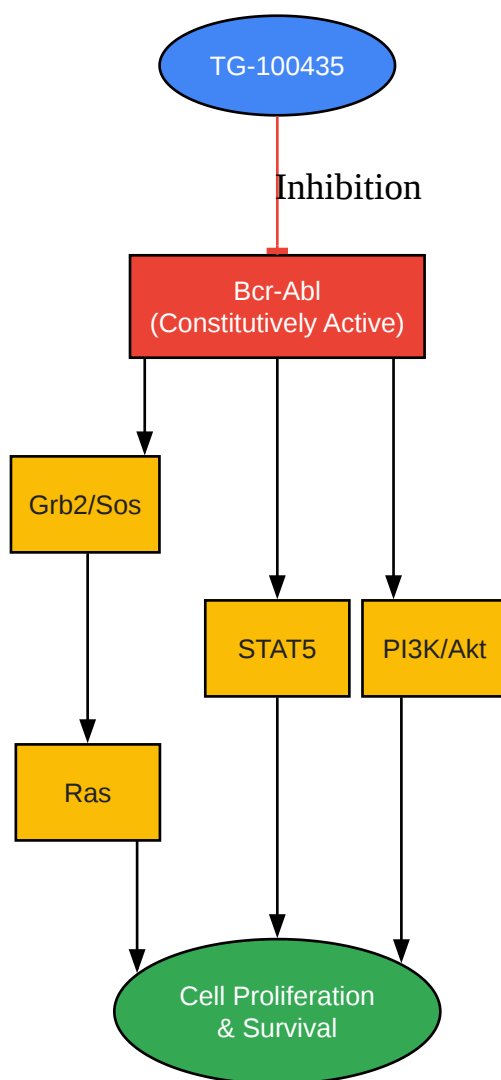 TG-100435
Inhibition
Bcr-Abl
(Constitutively Active)
Grb2/Sos
STAT5
PI3K/Akt
Ras
Cell Proliferation
& Survival